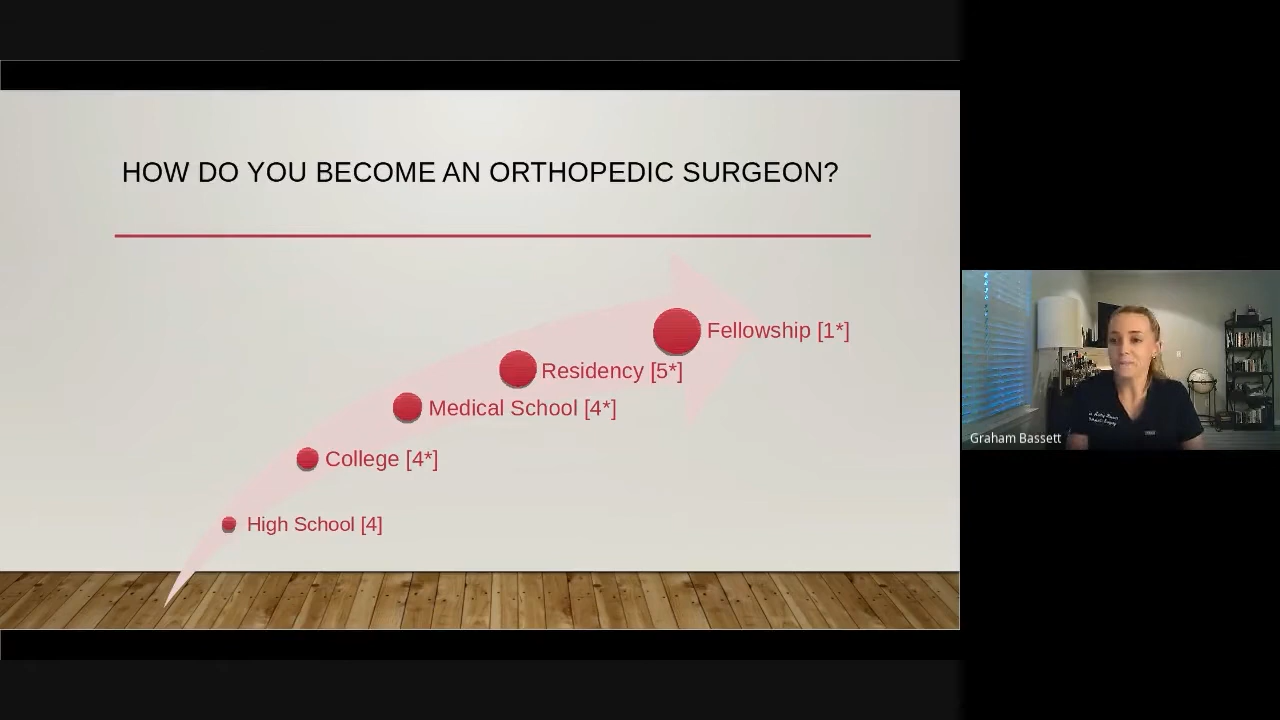 HOW DO YOU BECOME AN ORTHOPEDIC SURGEON?
Fellowship [1*]
Residency [5*]
Medical School [4*]
College [4*]
High School [4]
Graham Bassett